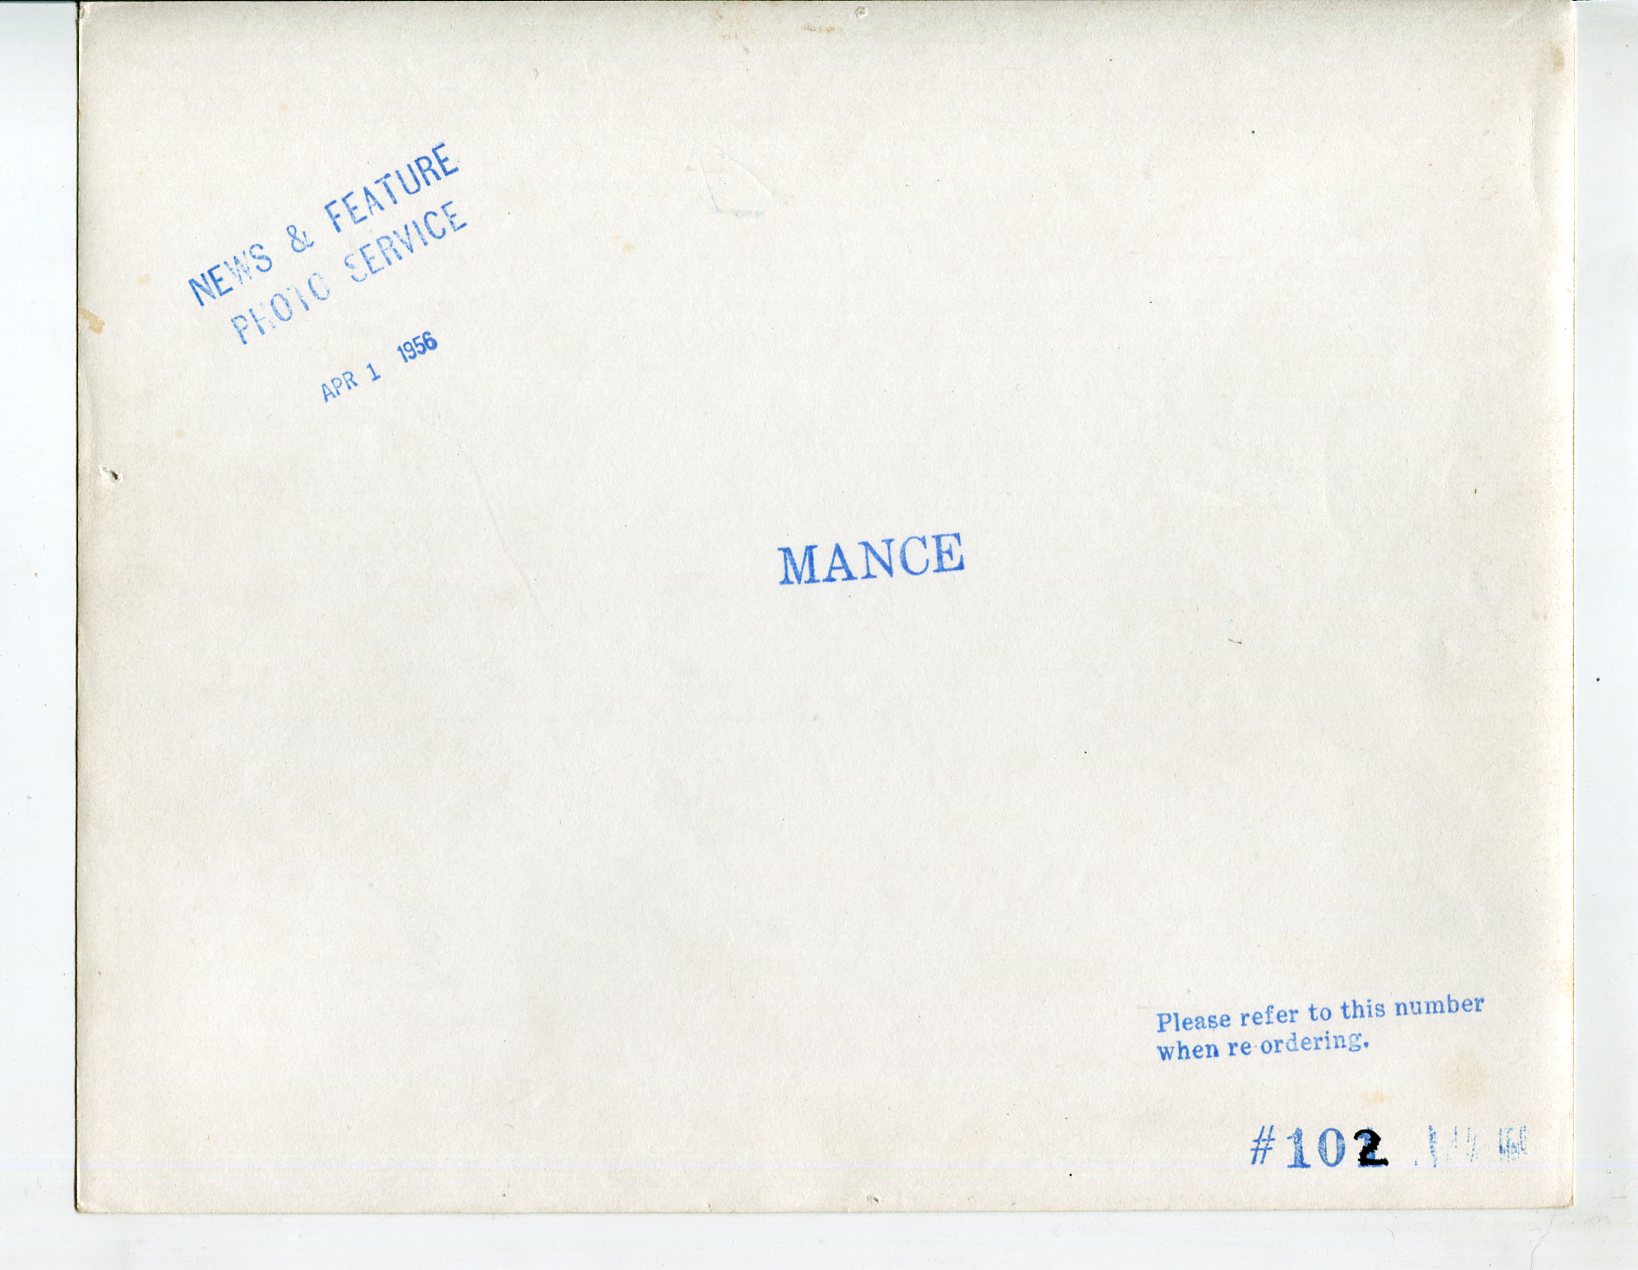 NEWS & FEATURE
PHOTO SERVICE
APR 1 1956
MANCE
Please refer to this number
when re-ordering.
#102